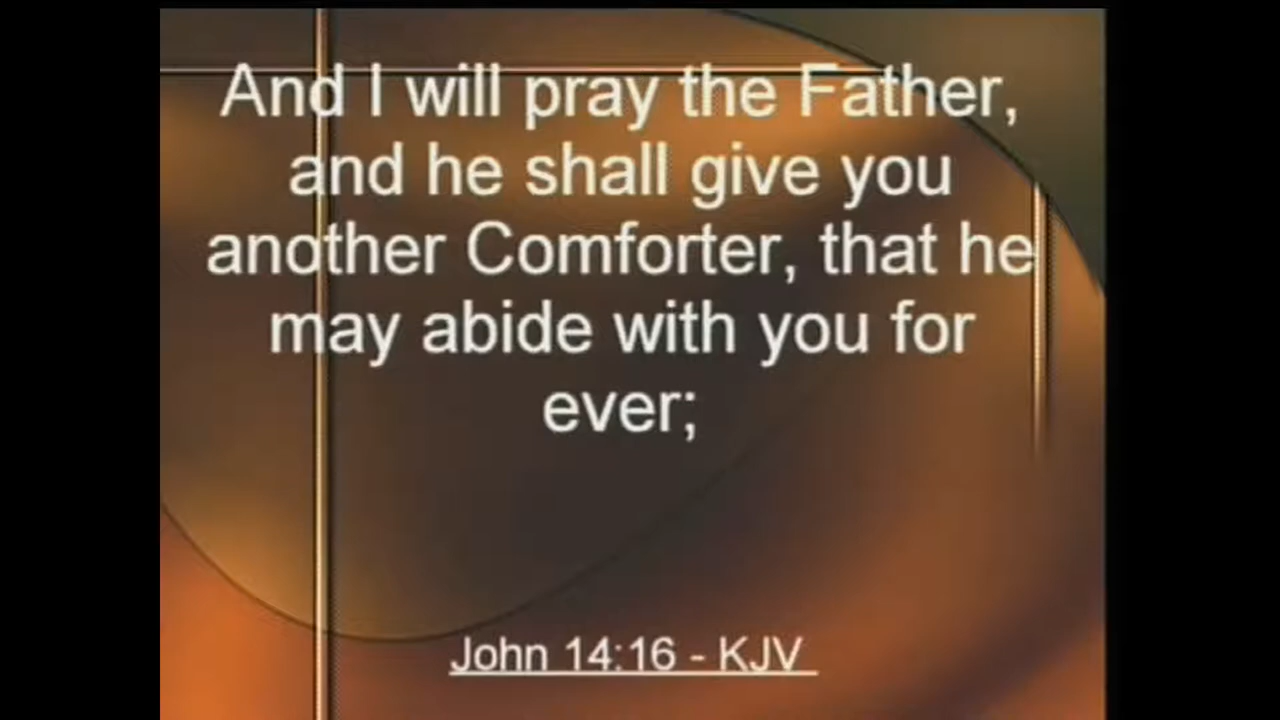 And I will pray the Father,
and he shall give you
another Comforter, that he
may abide with you for
ever;
John 14:16 - KJV